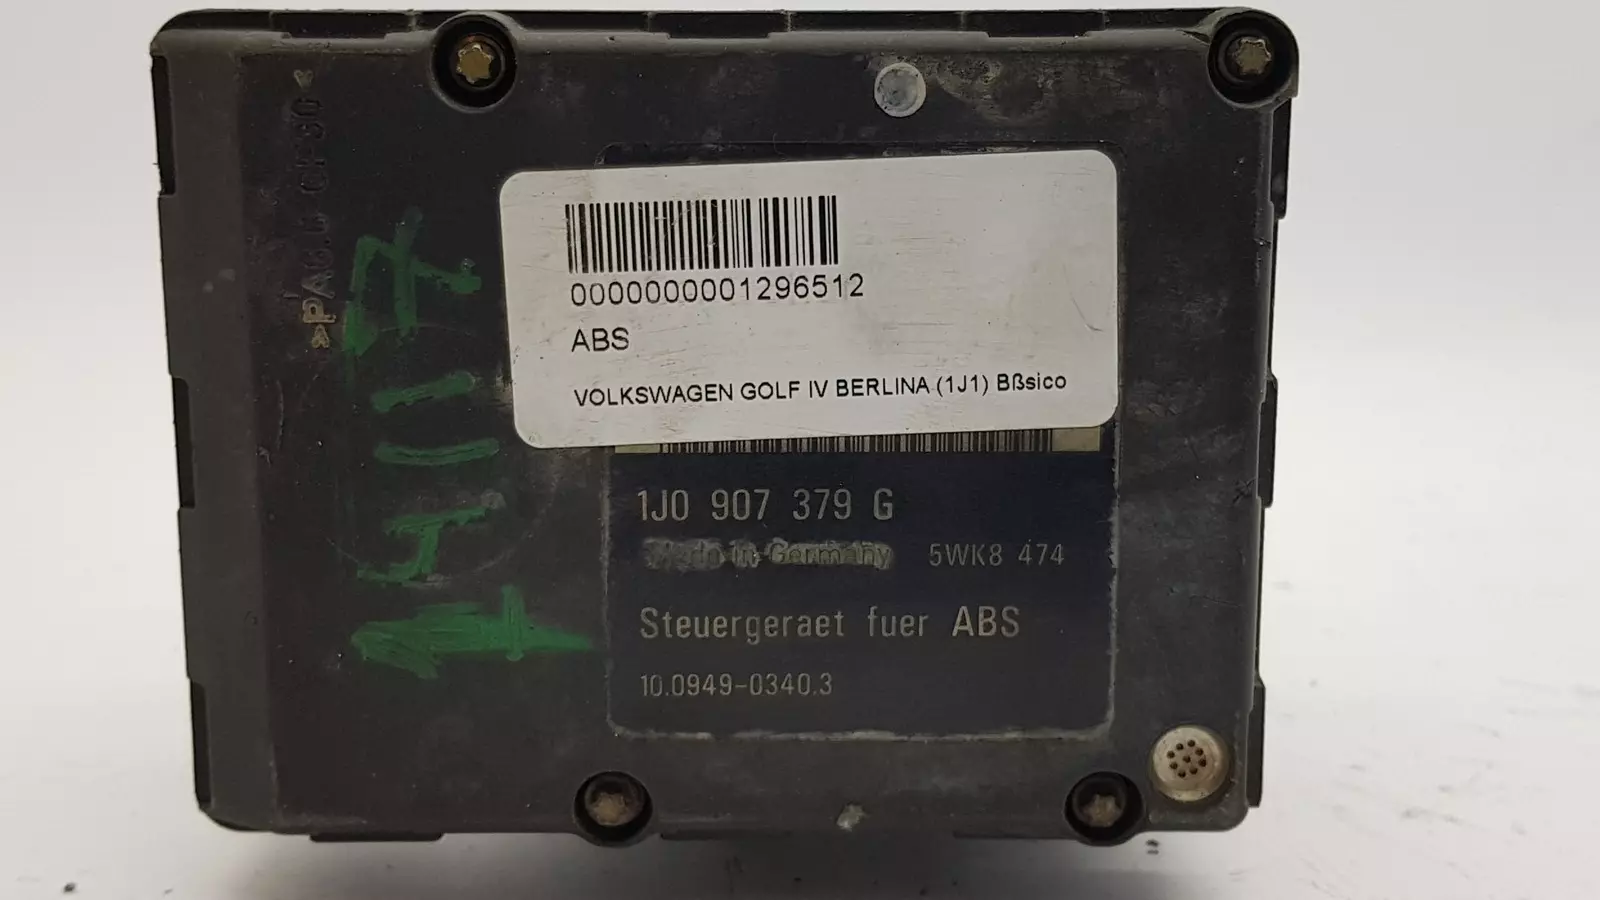 0000000001296512
ABS
VOLKSWAGEN GOLF IV BERLINA (1J1) Bßsico
1J0 907 379 G
Made in Germany 5WK8 474
Steuergeraet fuer ABS
10.0949-0340.3